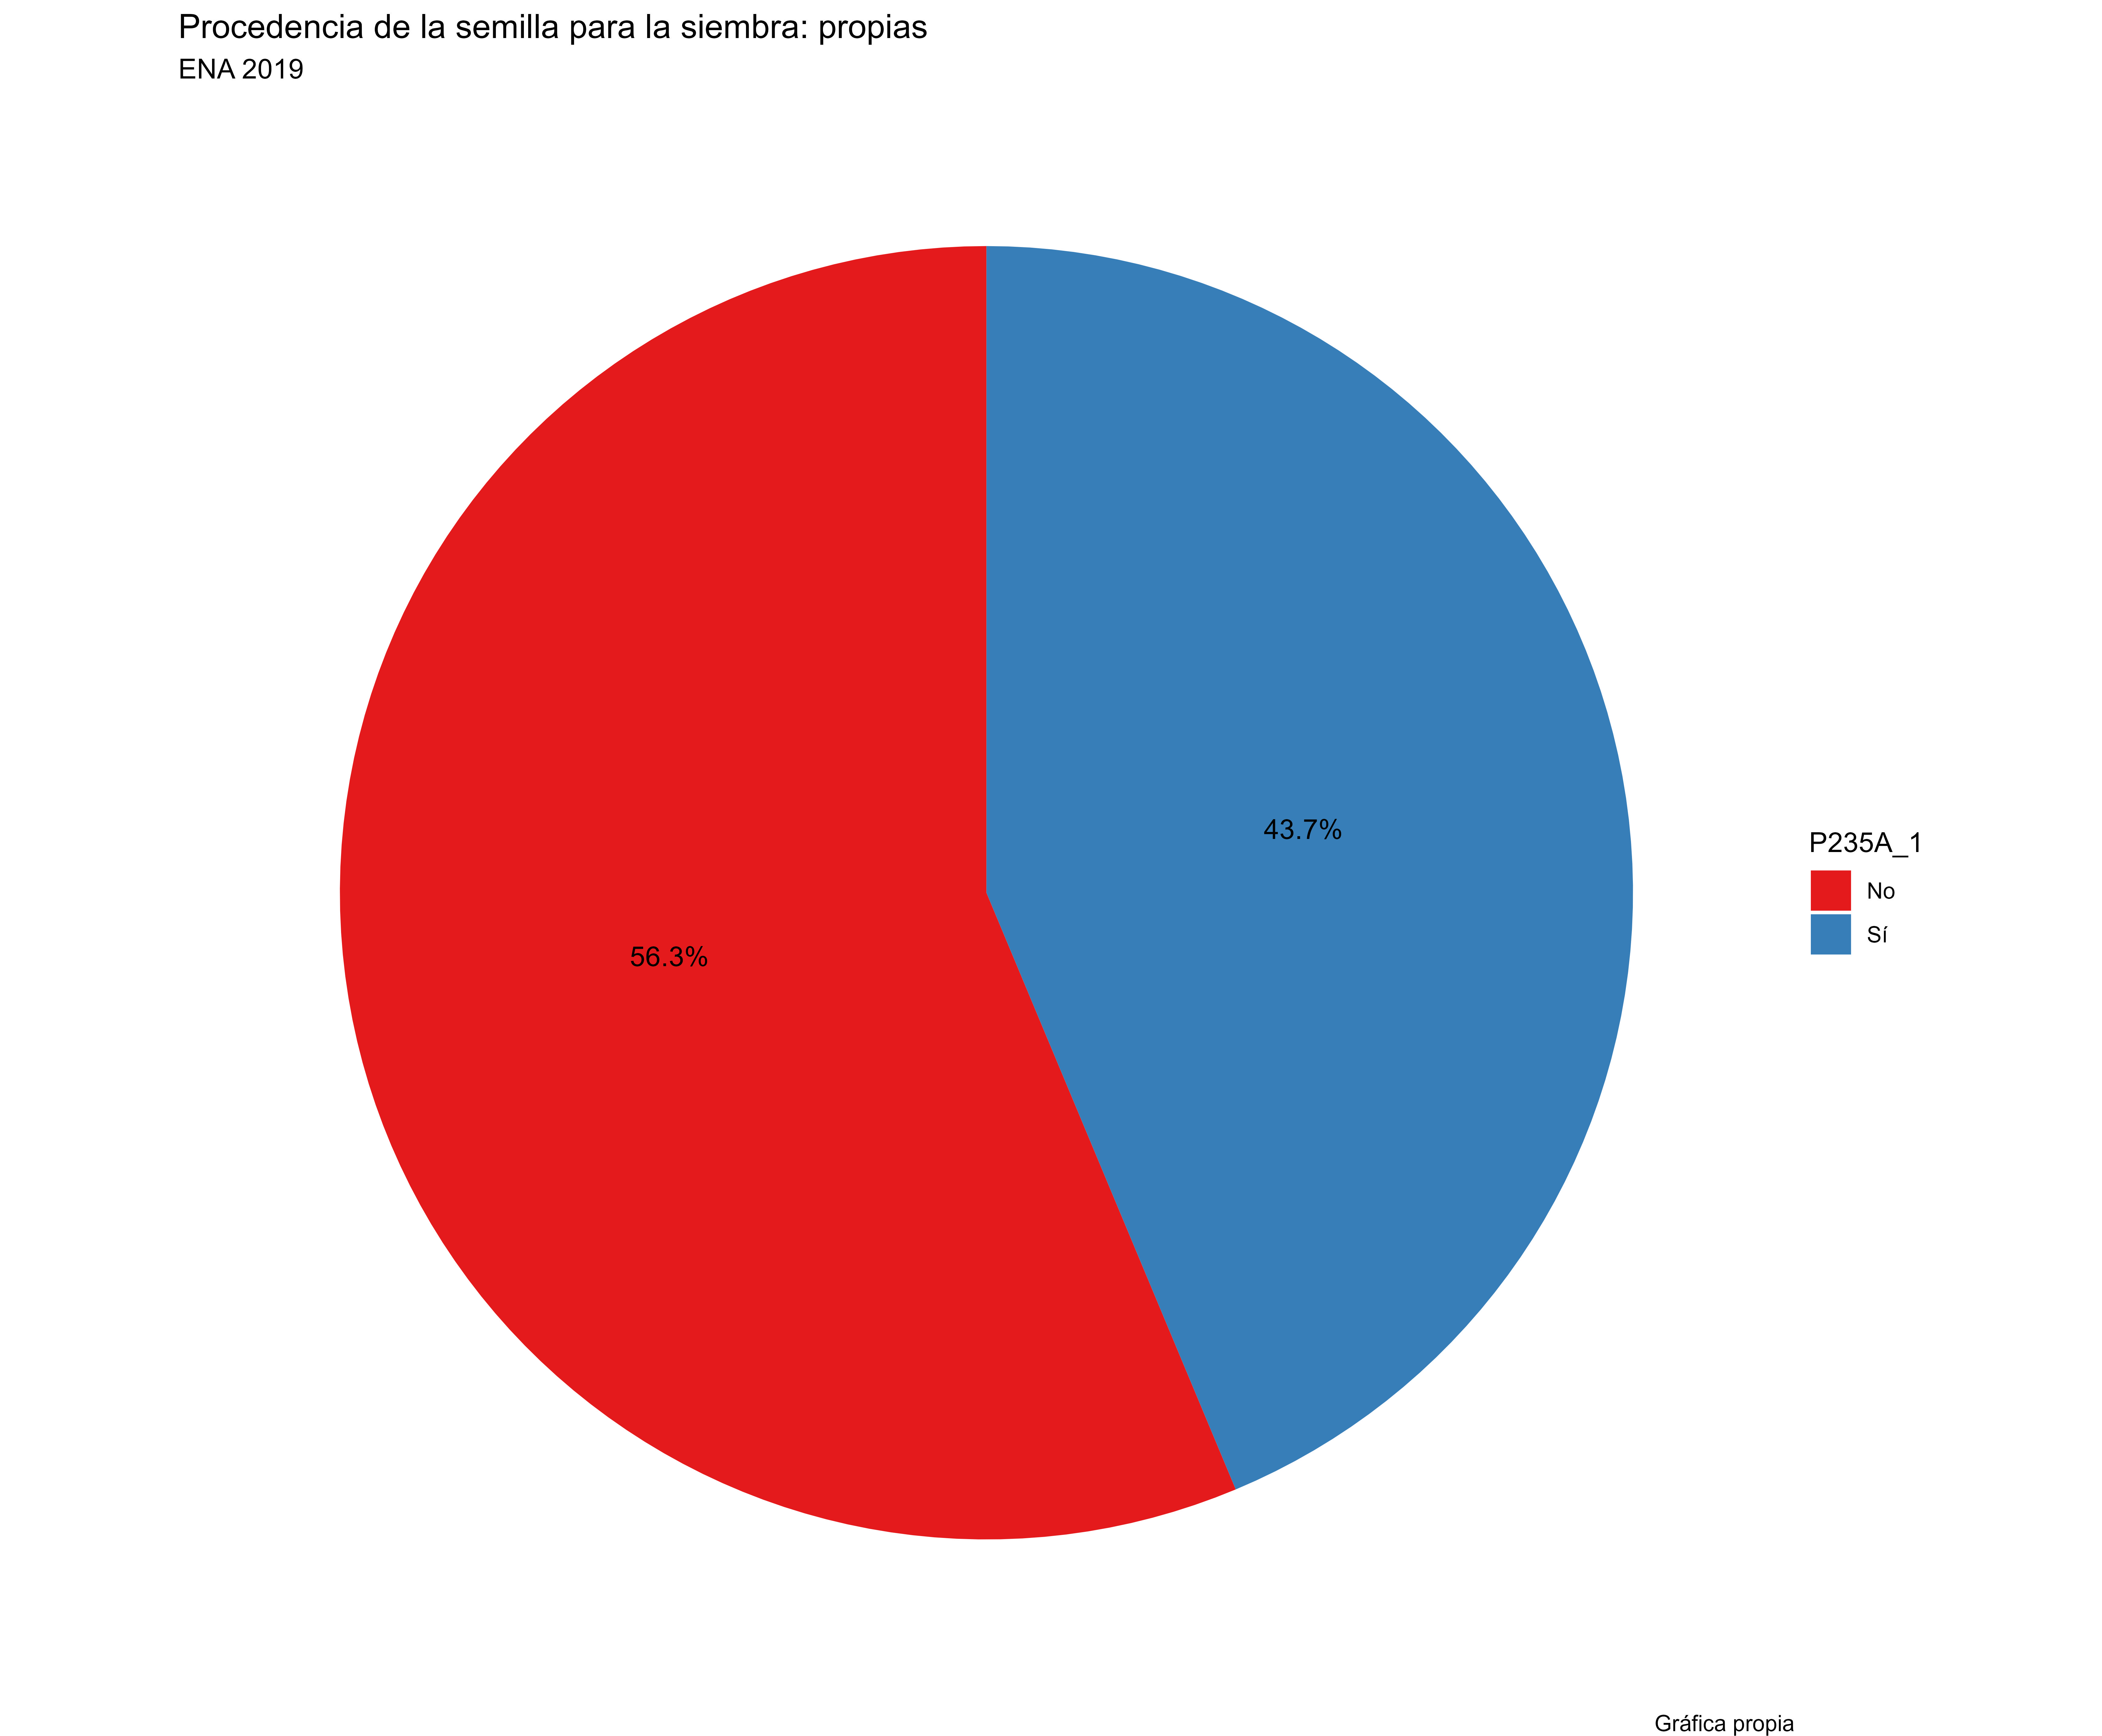 Procedencia de la semilla para la siembra: propias
ENA 2019
43.7%
56.3%
P235A_1
No
Sí
Gráfica propia